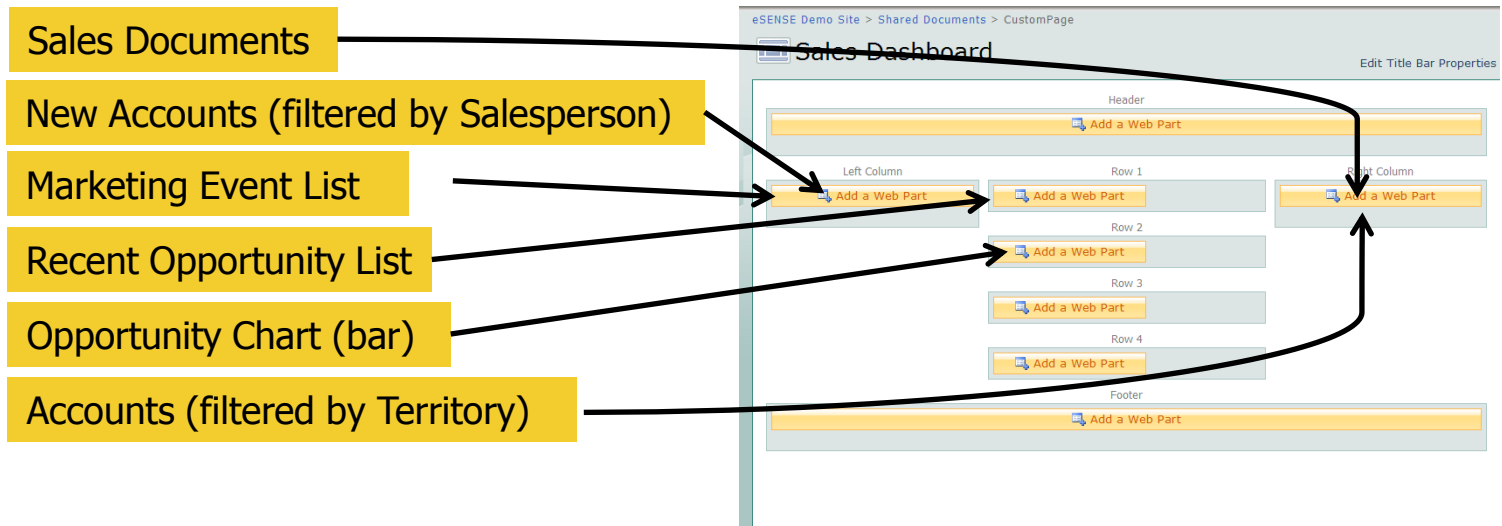 Sales Documents
New Accounts (filtered by Salesperson)
Marketing Event List
Recent Opportunity List
Opportunity Chart (bar)
Accounts (filtered by Territory)
eSENSE Demo Site > Shared Documents > CustomPage
Sales Dashboard
Edit Title Bar Properties
Header
Add a Web Part
Left Column
Add a Web Part
Row 1
Add a Web Part
Row 2
Add a Web Part
Row 3
Add a Web Part
Row 4
Add a Web Part
Right Column
Add a Web Part
Footer
Add a Web Part